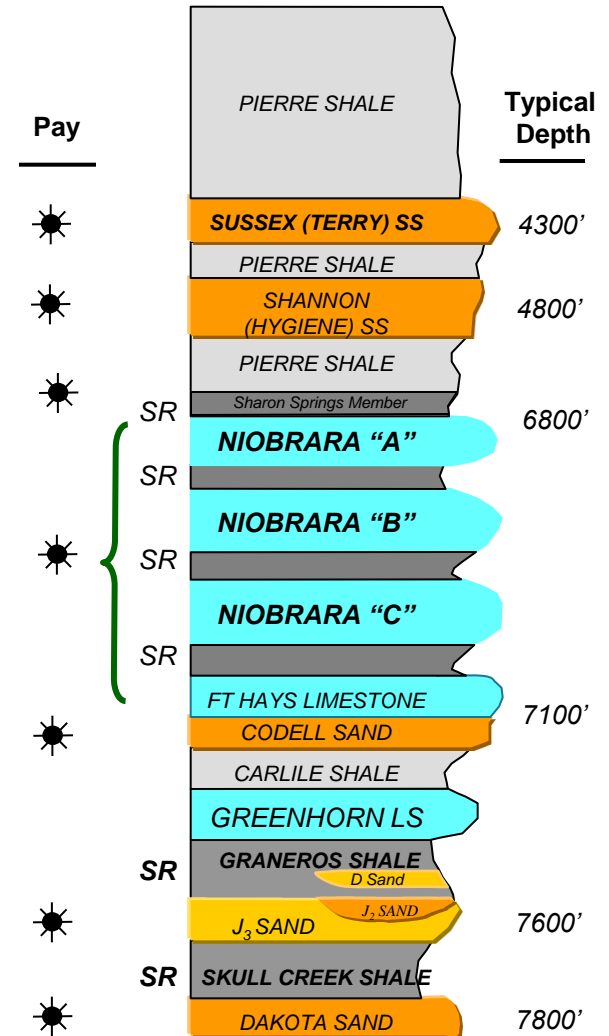 PIERRE SHALE
Pay
Typical
Depth
SUSSEX (TERRY) SS
4300’
PIERRE SHALE
SHANNON
(HYGIENE) SS
4800’
PIERRE SHALE
SR
Sharon Springs Member
6800’
NIOBRARA “A”
SR
NIOBRARA “B”
SR
NIOBRARA “C”
SR
FT HAYS LIMESTONE
7100’
CODELL SAND
CARLILE SHALE
GREENHORN LS
GRANEROS SHALE
SR
D Sand
J2 SAND
J3 SAND
7600’
SR
SKULL CREEK SHALE
DAKOTA SAND
7800’